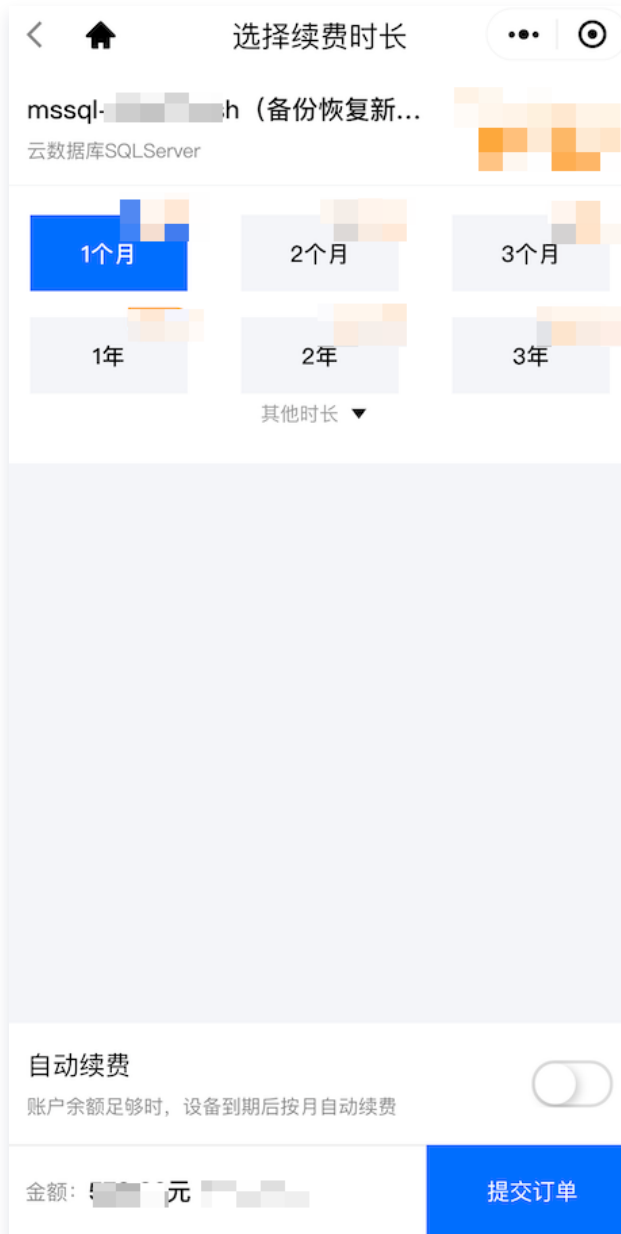 选择续费时长
mssql- h（备份恢复新...
云数据库SQLServer
1个月
2个月
3个月
1年
2年
3年
其他时长
自动续费
账户余额足够时，设备到期后按月自动续费
金额： 元
提交订单